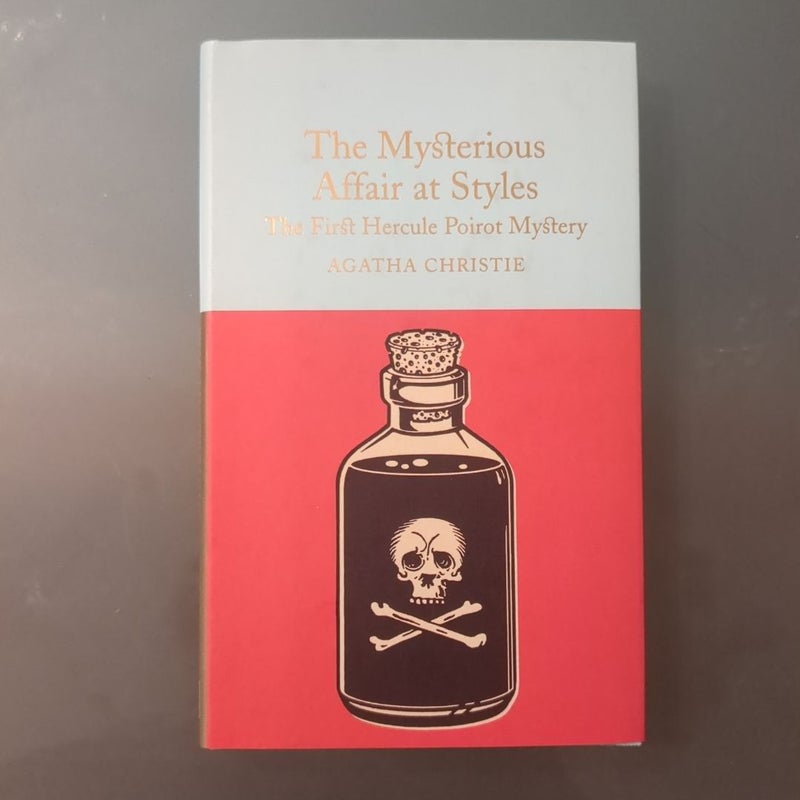 The Mysterious
Affair at Styles
The First Hercule Poirot Mystery
AGATHA CHRISTIE